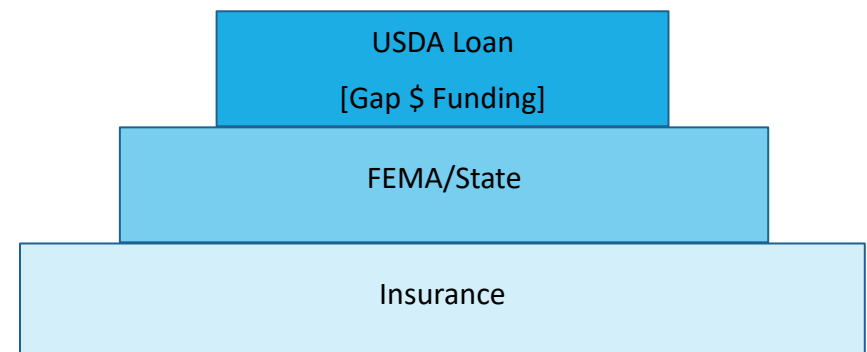 USDA Loan
[Gap $ Funding]
FEMA/State
Insurance